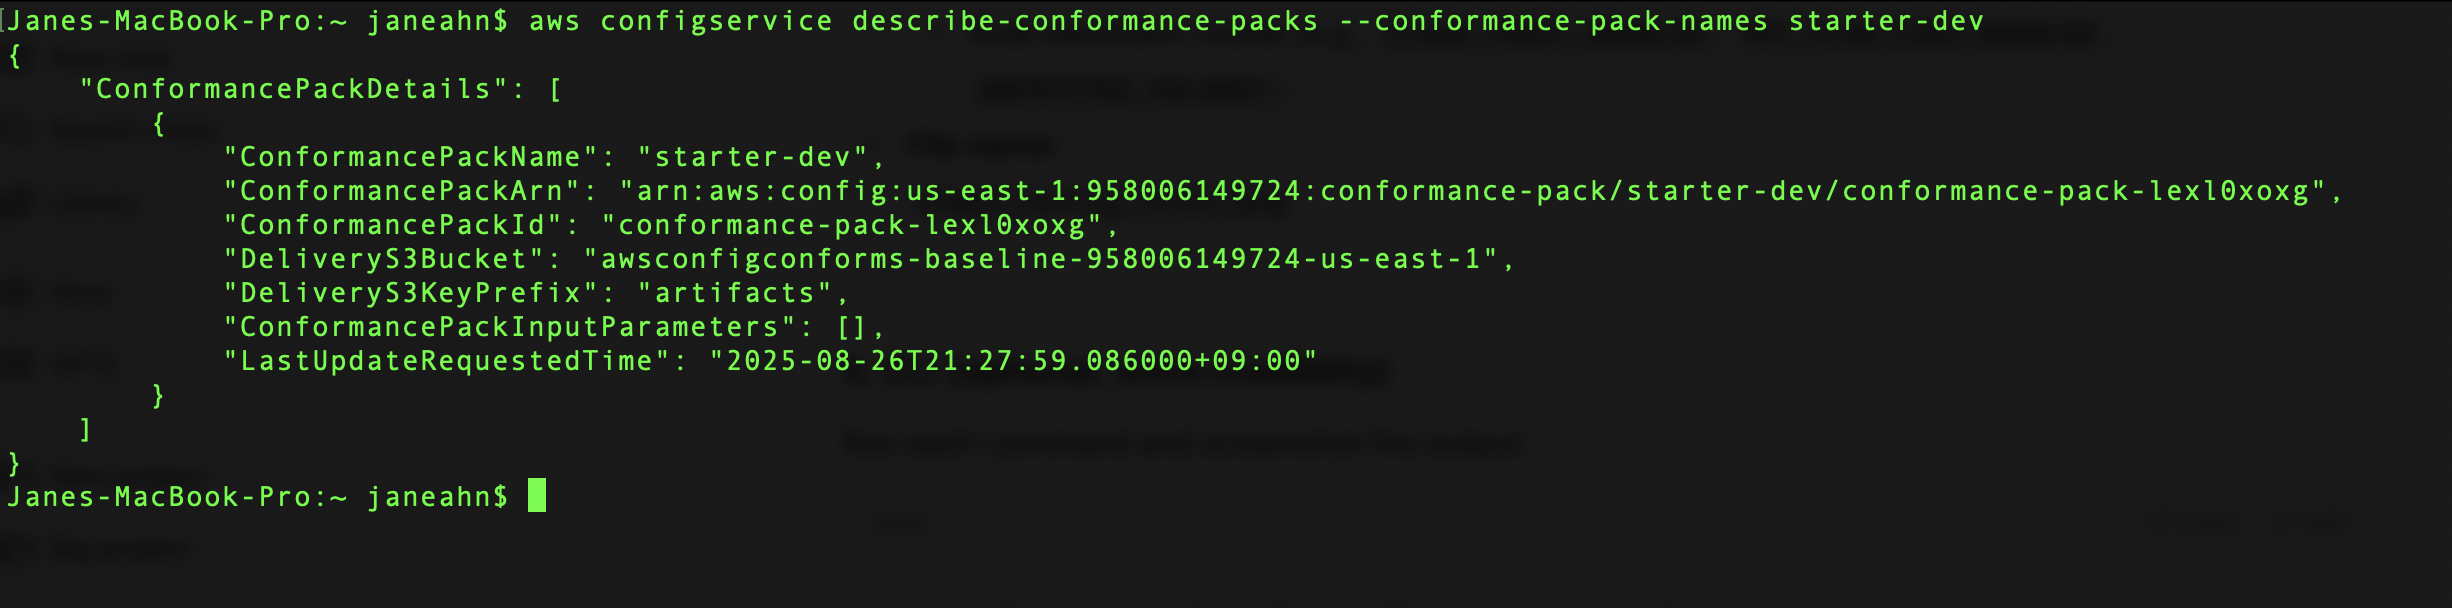 Janes-MacBook-Pro:~ janeahn$ aws configservice describe-conformance-packs --conformance-pack-names starter-dev
{
    "ConformancePackDetails": [
        {
            "ConformancePackName": "starter-dev",
            "ConformancePackArn": "arn:aws:config:us-east-1:958006149724:conformance-pack/starter-dev/conformance-pack-lexl0xoxg",
            "ConformancePackId": "conformance-pack-lexl0xoxg",
            "DeliveryS3Bucket": "awsconfigconforms-baseline-958006149724-us-east-1",
            "DeliveryS3KeyPrefix": "artifacts",
            "ConformancePackInputParameters": [],
            "LastUpdateRequestedTime": "2025-08-26T21:27:59.086000+09:00"
        }
    ]
}
Janes-MacBook-Pro:~ janeahn$